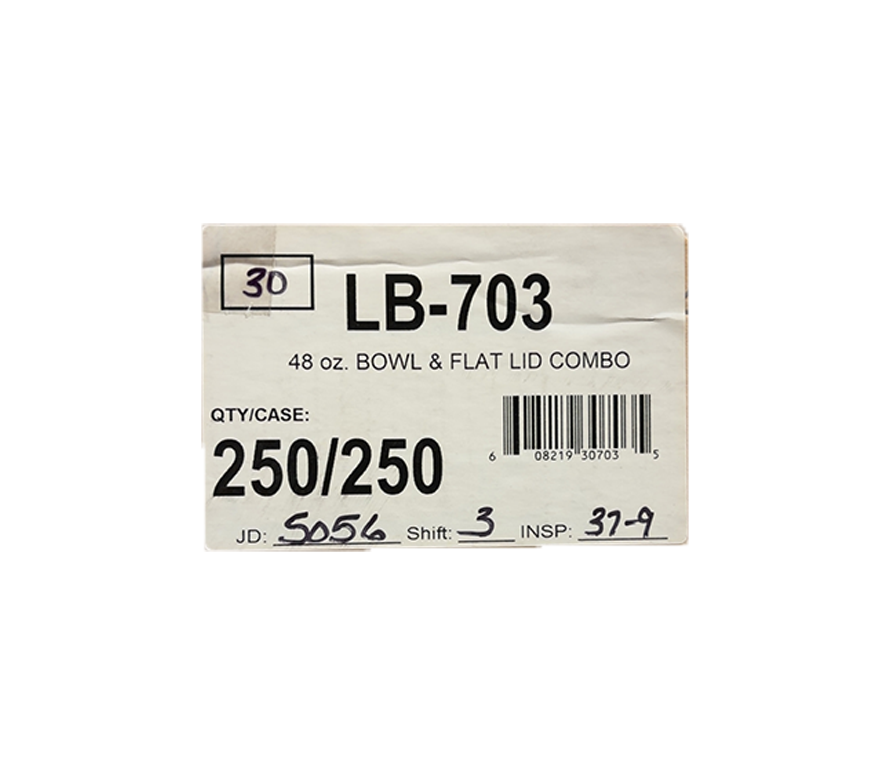 30
LB-703
48 oz. BOWL & FLAT LID COMBO
QTY/CASE:
250/250
6 08219 30703 5
JD: 5056 Shift: 3 INSP: 37-9